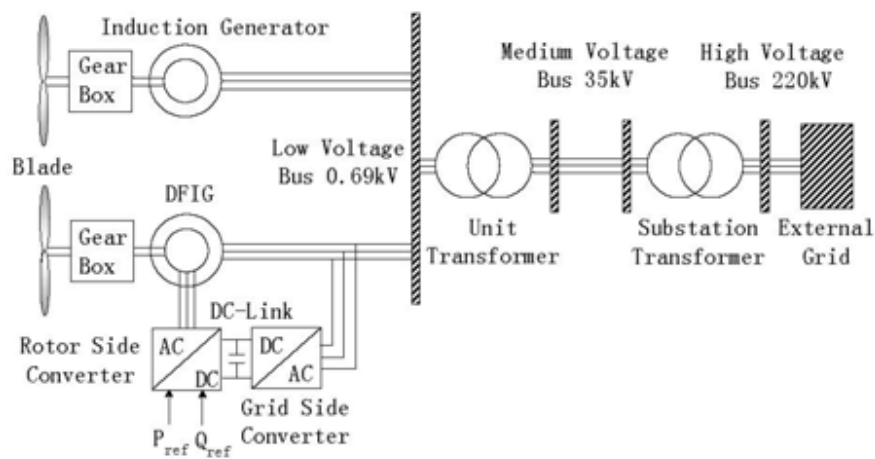 Induction Generator
Gear
Box
Blade
Medium Voltage
Bus 35kV
High Voltage
Bus 220kV
Low Voltage
Bus 0.69kV
DFIG
Gear
Box
Unit
Transformer
Substation
Transformer
External
Grid
DC-Link
Rotor Side
Converter
AC
DC
DC
AC
Grid Side
Converter
Pref Qref